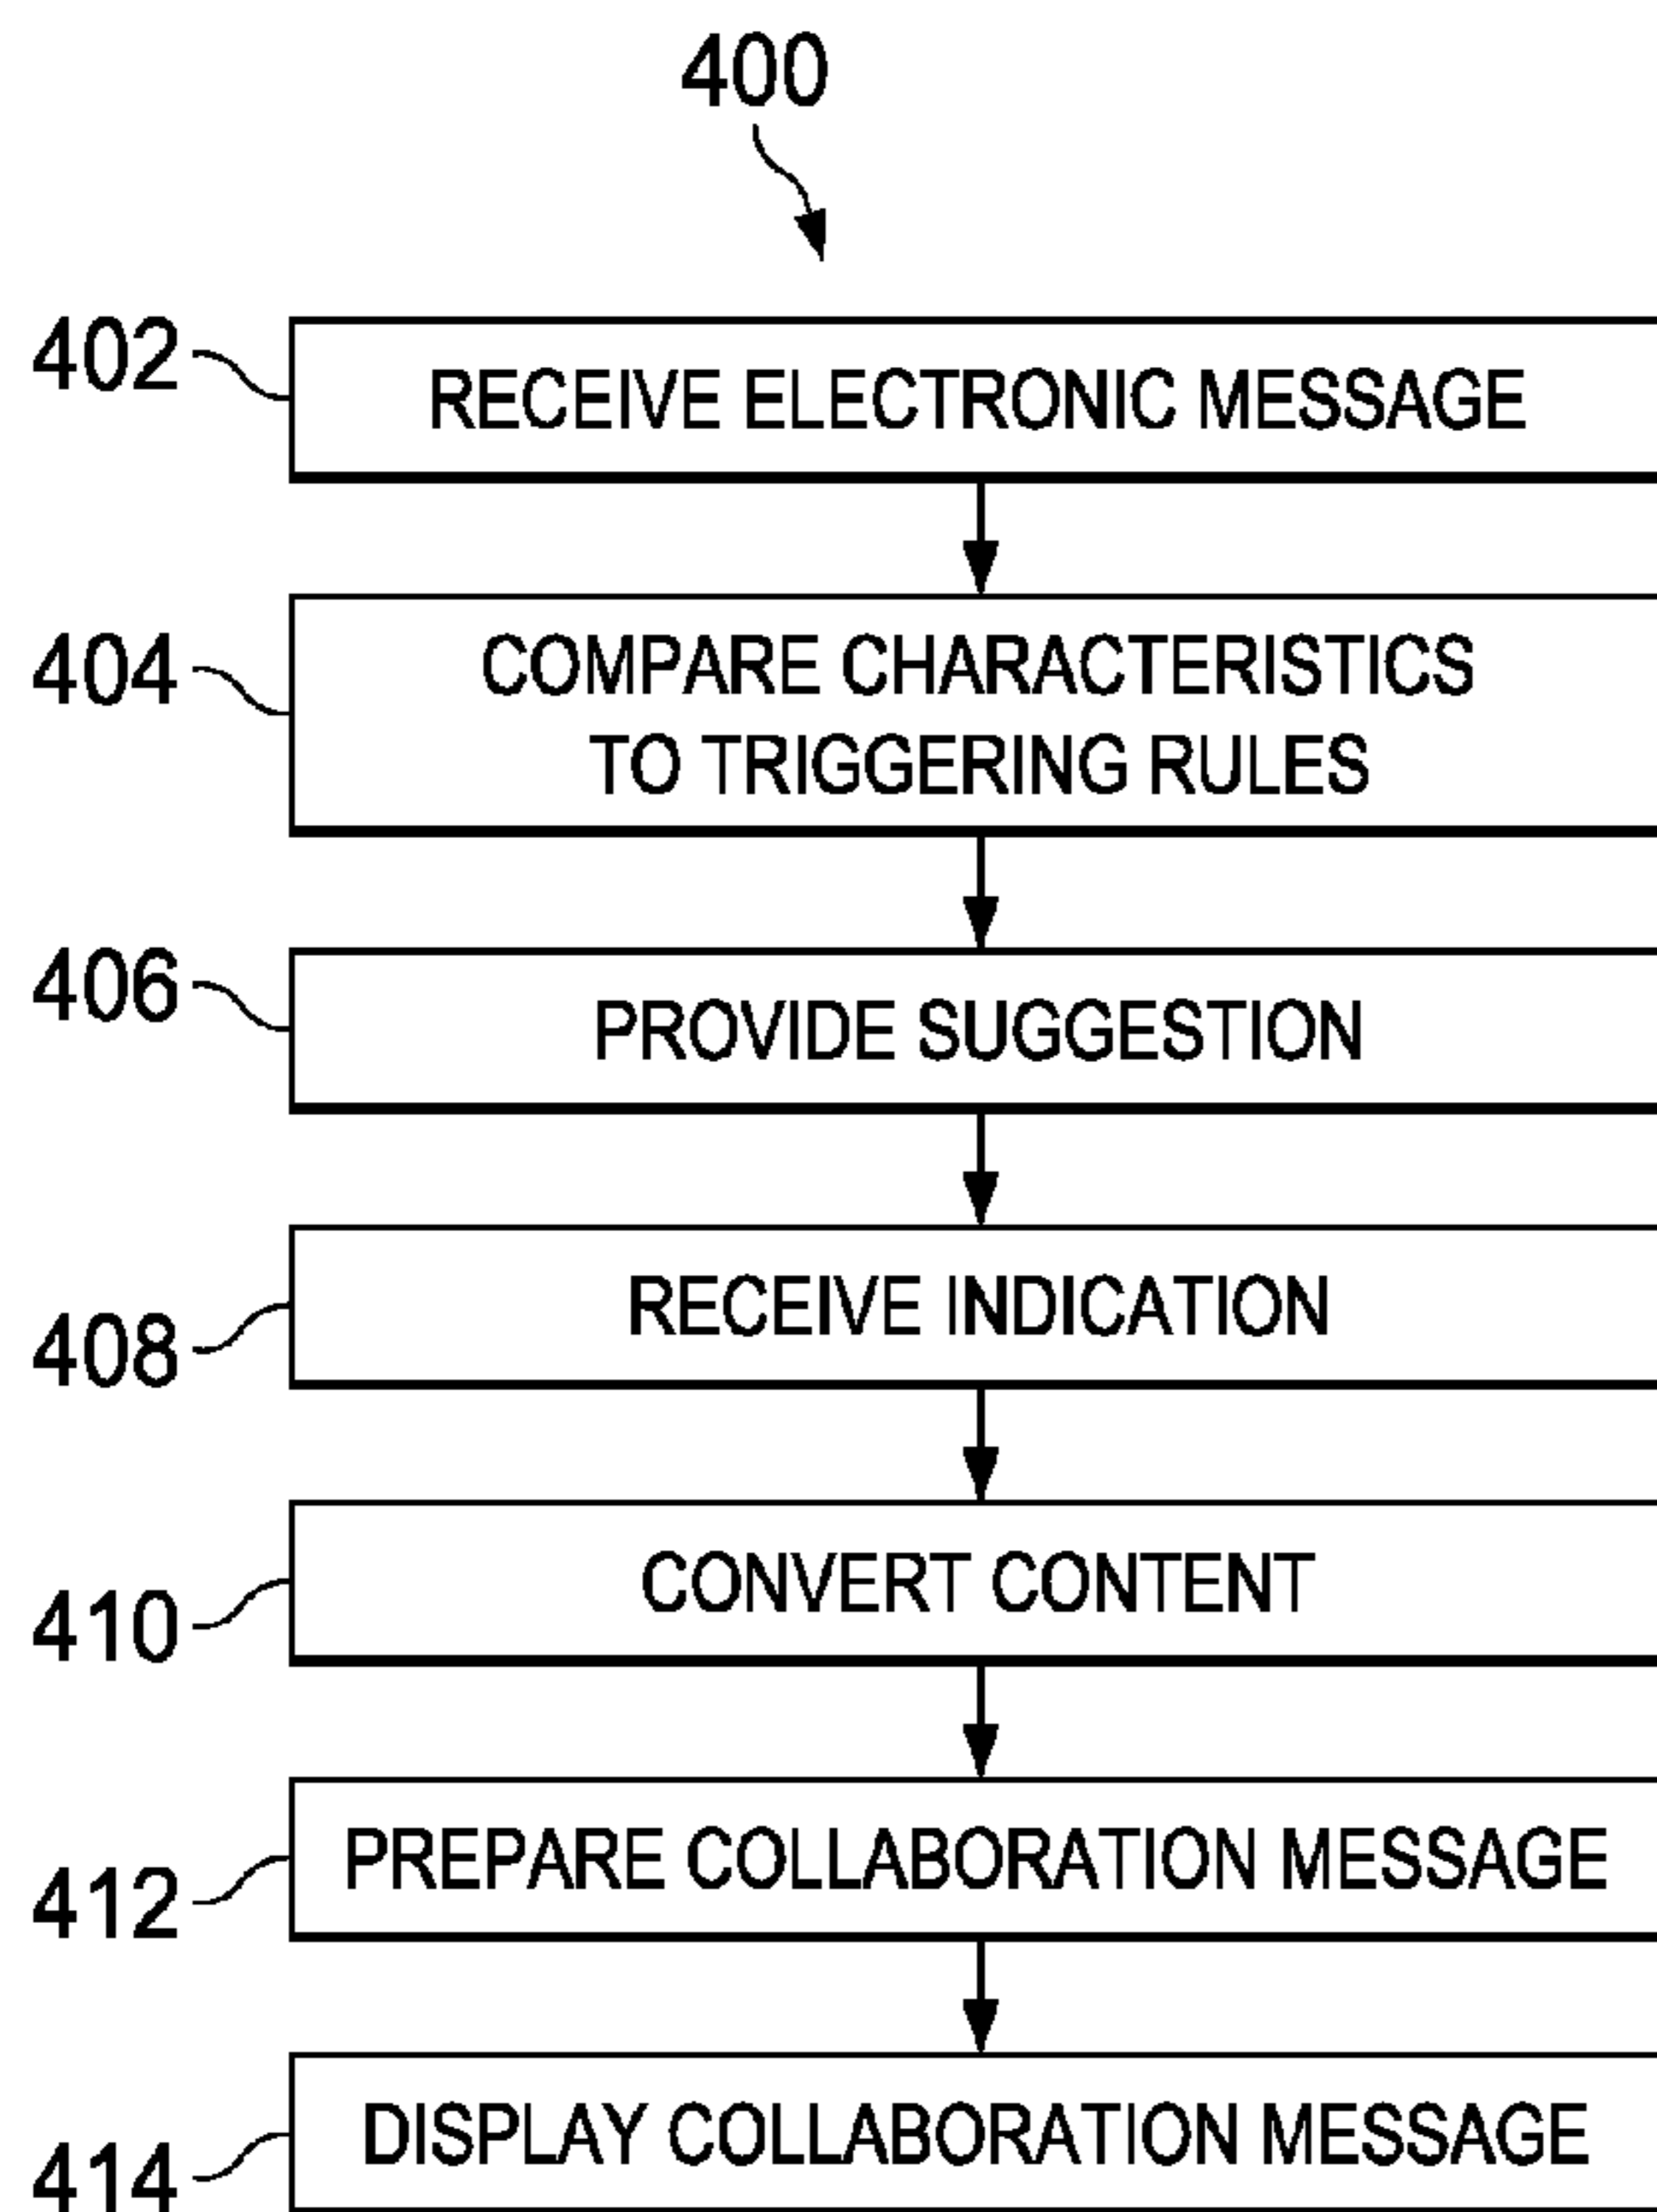 400
402
RECEIVE ELECTRONIC MESSAGE
404
COMPARE CHARACTERISTICS
TO TRIGGERING RULES
406
PROVIDE SUGGESTION
408
RECEIVE INDICATION
410
CONVERT CONTENT
412
PREPARE COLLABORATION MESSAGE
414
DISPLAY COLLABORATION MESSAGE